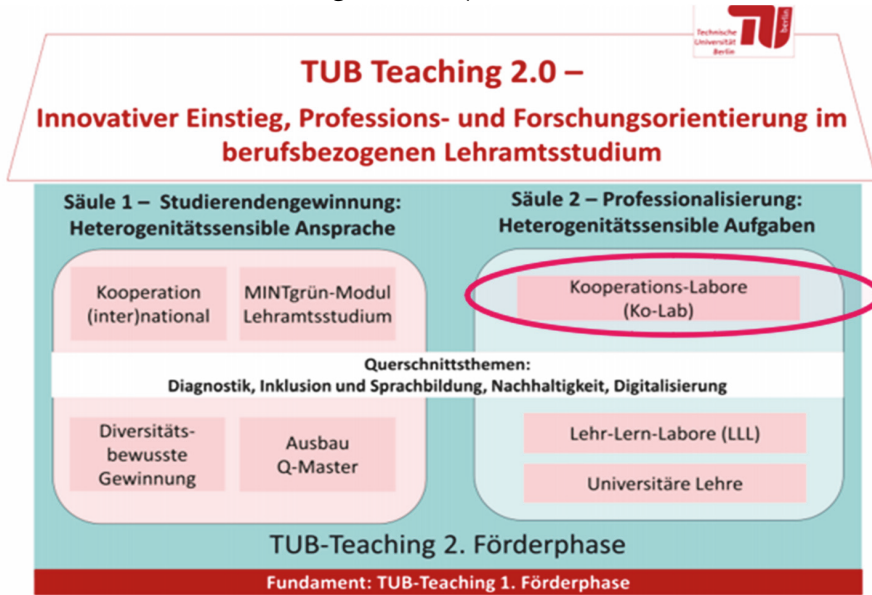 Technische
Universität
Berlin
berlin
TUB Teaching 2.0 –
Innovativer Einstieg, Professions- und Forschungsorientierung im
berufsbezogenen Lehramtsstudium
Säule 1 – Studierendengewinnung:
Heterogenitätssensible Ansprache
Säule 2 – Professionalisierung:
Heterogenitätssensible Aufgaben
Kooperation
(inter)national
MINTgrün-Modul
Lehramtsstudium
Kooperations-Labore
(Ko-Lab)
Querschnittsthemen:
Diagnostik, Inklusion und Sprachbildung, Nachhaltigkeit, Digitalisierung
Diversitäts-
bewusste
Gewinnung
Ausbau
Q-Master
Lehr-Lern-Labore (LLL)
Universitäre Lehre
TUB-Teaching 2. Förderphase
Fundament: TUB-Teaching 1. Förderphase